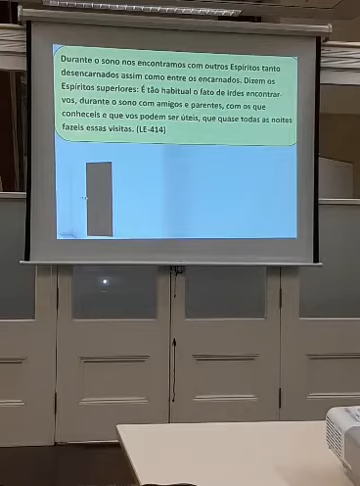 Durante o sono nos encontramos com outros Espíritos tanto
desencarnados assim como entre os encarnados. Dizem os
Espíritos superiores: É tão habitual o fato de irdes encontrar-
vos, durante o sono com amigos e parentes, com os que
conheceis e que vos podem ser úteis, que quase todas as noites
fazeis essas visitas. (LE-414)